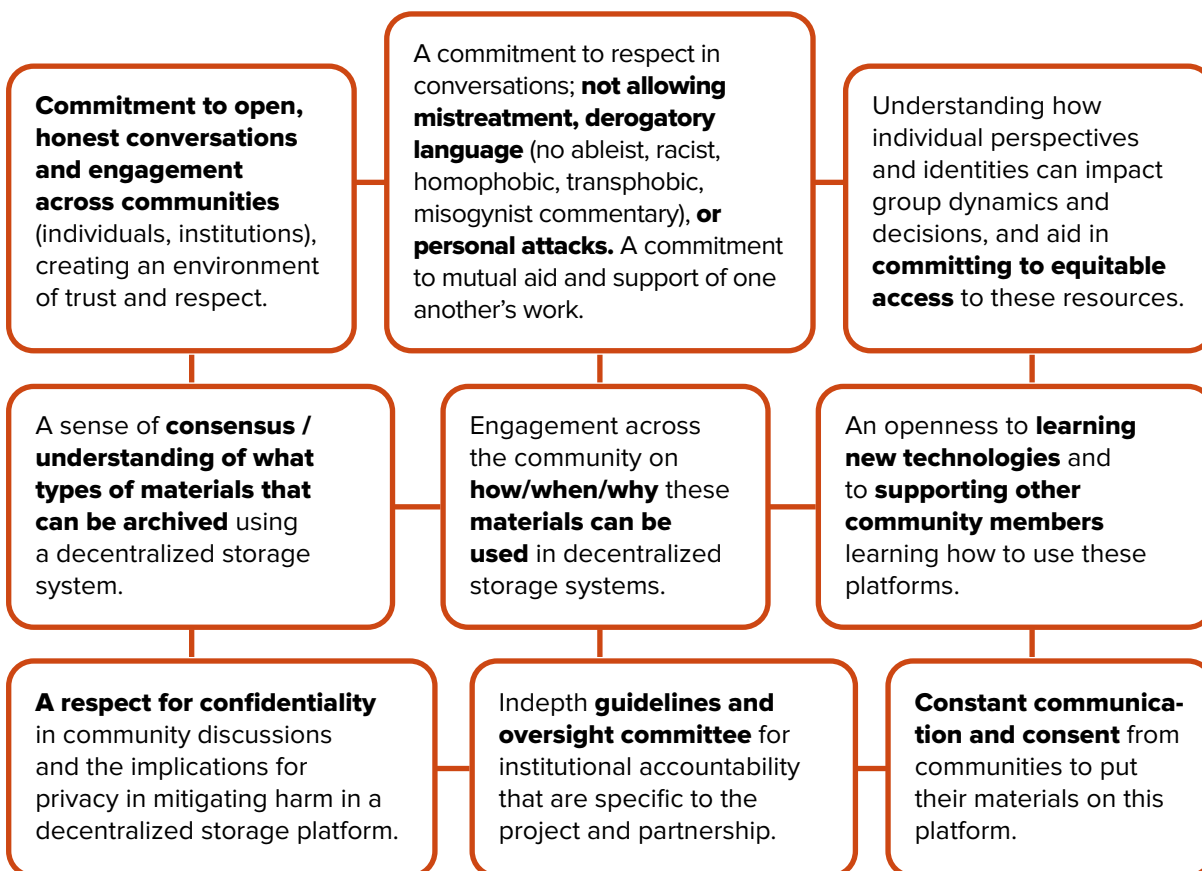 Commitment to open,
honest conversations
and engagement
across communities
(individuals, institutions),
creating an environment
of trust and respect.
A commitment to respect in
conversations; not allowing
mistreatment, derogatory
language (no ableist, racist,
homophobic, transphobic,
misogynist commentary), or
personal attacks. A commitment
to mutual aid and support of one
another’s work.
Understanding how
individual perspectives
and identities can impact
group dynamics and
decisions, and aid in
committing to equitable
access to these resources.
A sense of consensus /
understanding of what
types of materials that
can be archived using
a decentralized storage
system.
Engagement across
the community on
how/when/why these
materials can be
used in decentralized
storage systems.
An openness to learning
new technologies and
to supporting other
community members
learning how to use these
platforms.
A respect for confidentiality
in community discussions
and the implications for
privacy in mitigating harm in a
decentralized storage platform.
Indepth guidelines and
oversight committee for
institutional accountability
that are specific to the
project and partnership.
Constant communica-
tion and consent from
communities to put
their materials on this
platform.